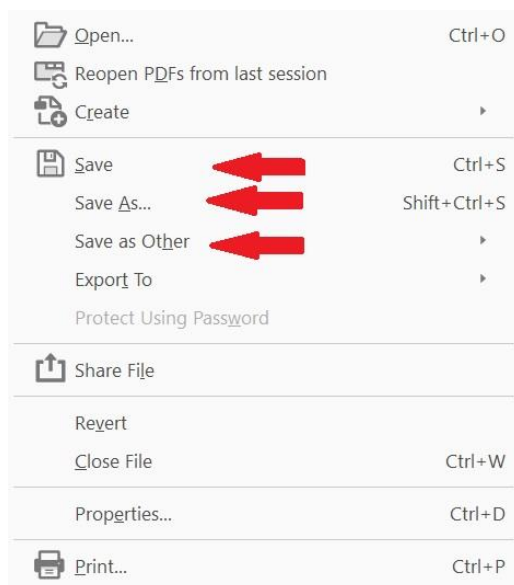 Open... Ctrl+O
Reopen PDFs from last session
Create
Save Ctrl+S
Save As... Shift+Ctrl+S
Save as Other
Export To
Protect Using Password
Share File
Revert
Close File Ctrl+W
Properties... Ctrl+D
Print... Ctrl+P